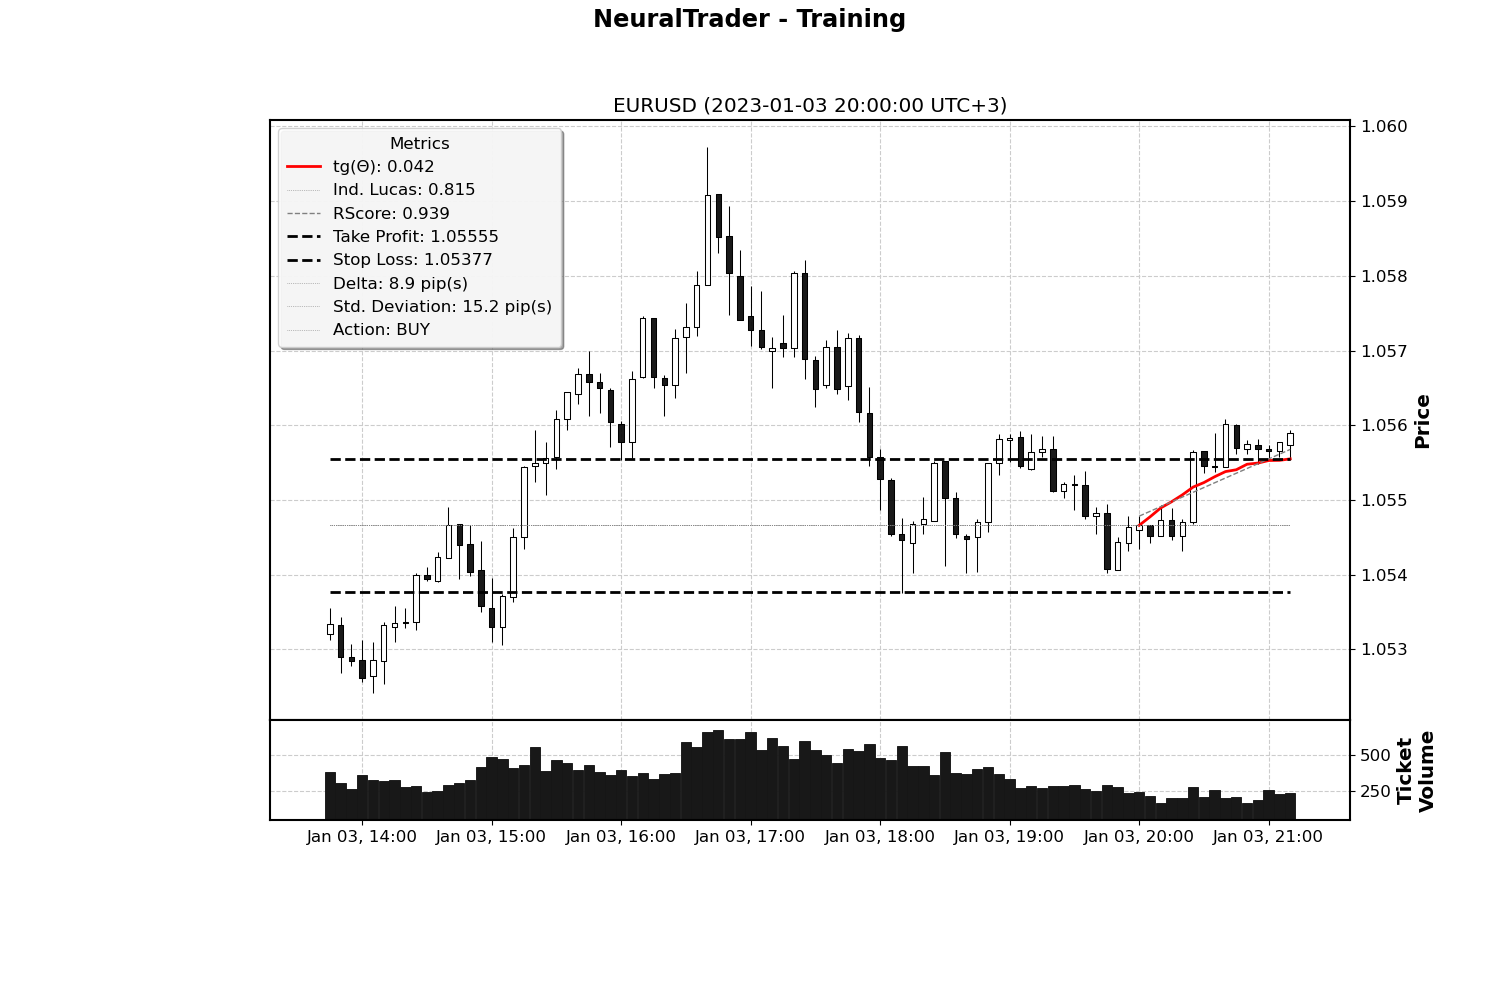 NeuralTrader - Training
EURUSD (2023-01-03 20:00:00 UTC+3)
Metrics
tg(Θ): 0.042
Ind. Lucas: 0.815
RScore: 0.939
Take Profit: 1.05555
Stop Loss: 1.05377
Delta: 8.9 pip(s)
Std. Deviation: 15.2 pip(s)
Action: BUY
1.060
1.059
1.058
1.057
1.056
1.055
1.054
1.053
Price
500
250
Ticket
Volume
Jan 03, 14:00
Jan 03, 15:00
Jan 03, 16:00
Jan 03, 17:00
Jan 03, 18:00
Jan 03, 19:00
Jan 03, 20:00
Jan 03, 21:00